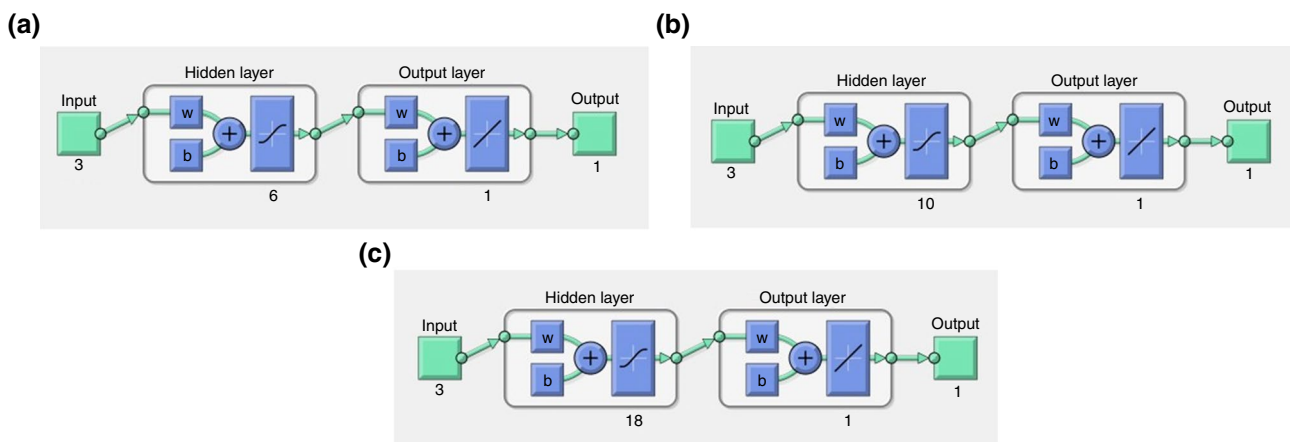 (a)
Hidden layer
Output layer
Input
Output
w
w
b
b
3
1
6
1
(b)
Hidden layer
Output layer
Input
Output
w
w
b
b
3
1
10
1
(c)
Hidden layer
Output layer
Input
Output
w
w
b
b
3
1
18
1